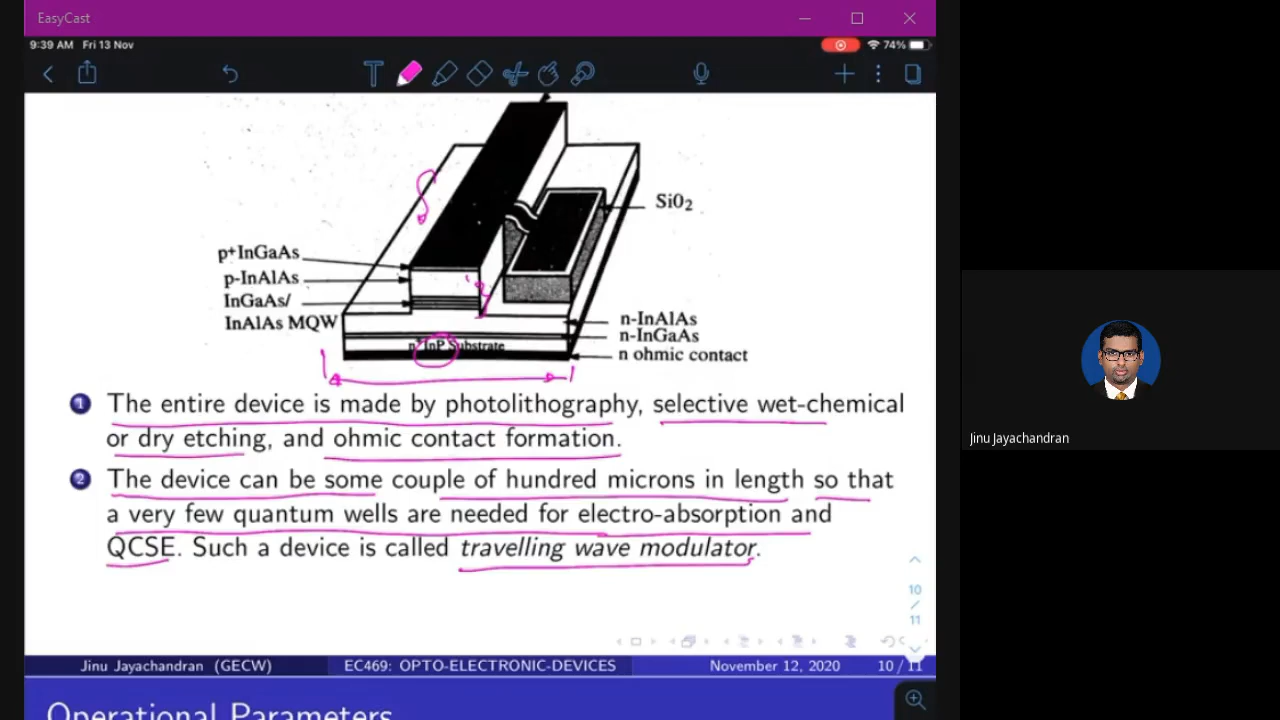 EasyCast
9:39 AM Fri 13 Nov
74%
SiO2
p+InGaAs
p-InAlAs
InGaAs/
InAlAs MQW
n-InAlAs
n-InGaAs
n+ InP Substrate
n ohmic contact
1 The entire device is made by photolithography, selective wet-chemical
or dry etching, and ohmic contact formation.
2 The device can be some couple of hundred microns in length so that
a very few quantum wells are needed for electro-absorption and
QCSE. Such a device is called travelling wave modulator.
10
/
11
Jinu Jayachandran (GECW) EC469: OPTO-ELECTRONIC-DEVICES November 12, 2020 10 / 11
Operational Parameters
Jinu Jayachandran